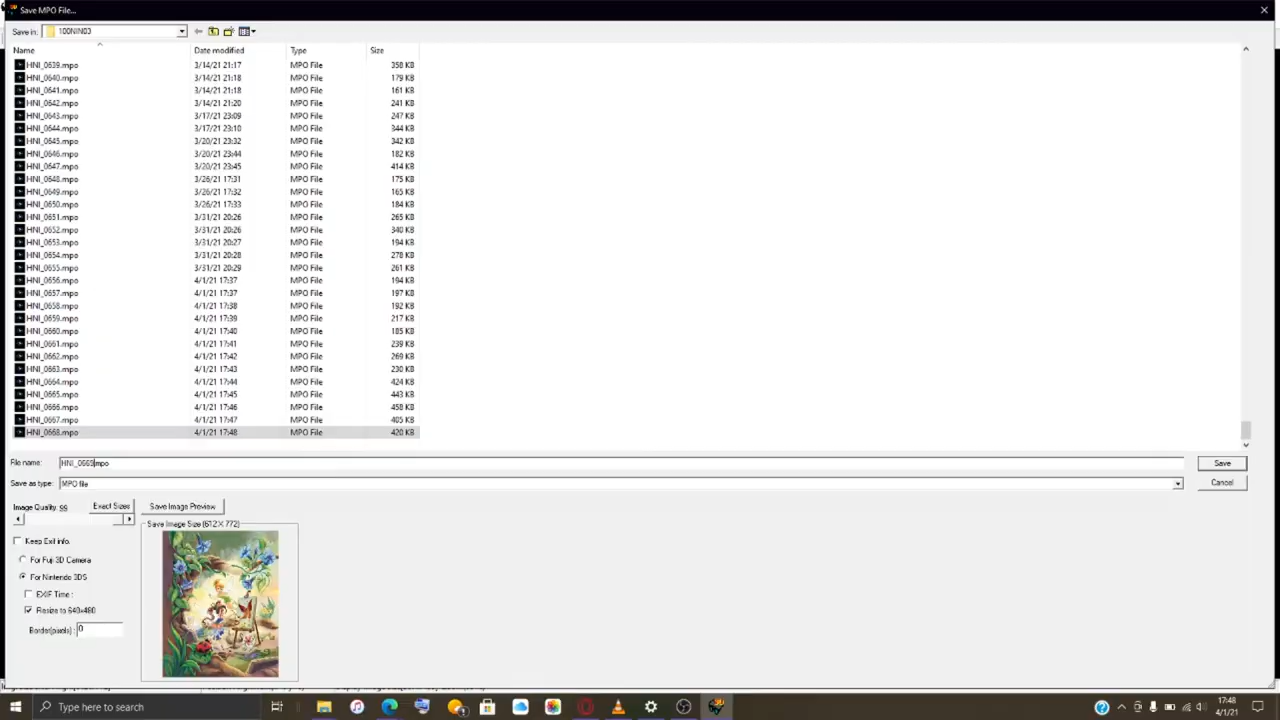 Save MPO File...
Save in: 100NIN03
Name Date modified Type Size
HNI_0639.mpo 3/14/21 21:17 MPO File 358 KB
HNI_0640.mpo 3/14/21 21:18 MPO File 179 KB
HNI_0641.mpo 3/14/21 21:18 MPO File 161 KB
HNI_0642.mpo 3/14/21 21:20 MPO File 241 KB
HNI_0643.mpo 3/17/21 23:09 MPO File 247 KB
HNI_0644.mpo 3/17/21 23:10 MPO File 344 KB
HNI_0645.mpo 3/20/21 23:32 MPO File 342 KB
HNI_0646.mpo 3/20/21 23:44 MPO File 182 KB
HNI_0647.mpo 3/20/21 23:45 MPO File 414 KB
HNI_0648.mpo 3/26/21 17:31 MPO File 175 KB
HNI_0649.mpo 3/26/21 17:32 MPO File 165 KB
HNI_0650.mpo 3/26/21 17:33 MPO File 184 KB
HNI_0651.mpo 3/31/21 20:26 MPO File 265 KB
HNI_0652.mpo 3/31/21 20:26 MPO File 340 KB
HNI_0653.mpo 3/31/21 20:27 MPO File 194 KB
HNI_0654.mpo 3/31/21 20:28 MPO File 278 KB
HNI_0655.mpo 3/31/21 20:29 MPO File 261 KB
HNI_0656.mpo 4/1/21 17:37 MPO File 194 KB
HNI_0657.mpo 4/1/21 17:37 MPO File 197 KB
HNI_0658.mpo 4/1/21 17:38 MPO File 192 KB
HNI_0659.mpo 4/1/21 17:39 MPO File 217 KB
HNI_0660.mpo 4/1/21 17:40 MPO File 185 KB
HNI_0661.mpo 4/1/21 17:41 MPO File 239 KB
HNI_0662.mpo 4/1/21 17:42 MPO File 269 KB
HNI_0663.mpo 4/1/21 17:43 MPO File 230 KB
HNI_0664.mpo 4/1/21 17:44 MPO File 424 KB
HNI_0665.mpo 4/1/21 17:45 MPO File 443 KB
HNI_0666.mpo 4/1/21 17:46 MPO File 458 KB
HNI_0667.mpo 4/1/21 17:47 MPO File 405 KB
HNI_0668.mpo 4/1/21 17:48 MPO File 420 KB
File name: Save
Save as type: MPO file Cancel
Image Quality: 99 Exact Sizes Save Image Preview
Save Image Size (612×772)
Keep Exif info.
For Fuji 3D Camera
For Nintendo 3DS
EXIF Time :
Resize to 640x480
Border(pixels) : 0
Type here to search
17:48
4/1/21